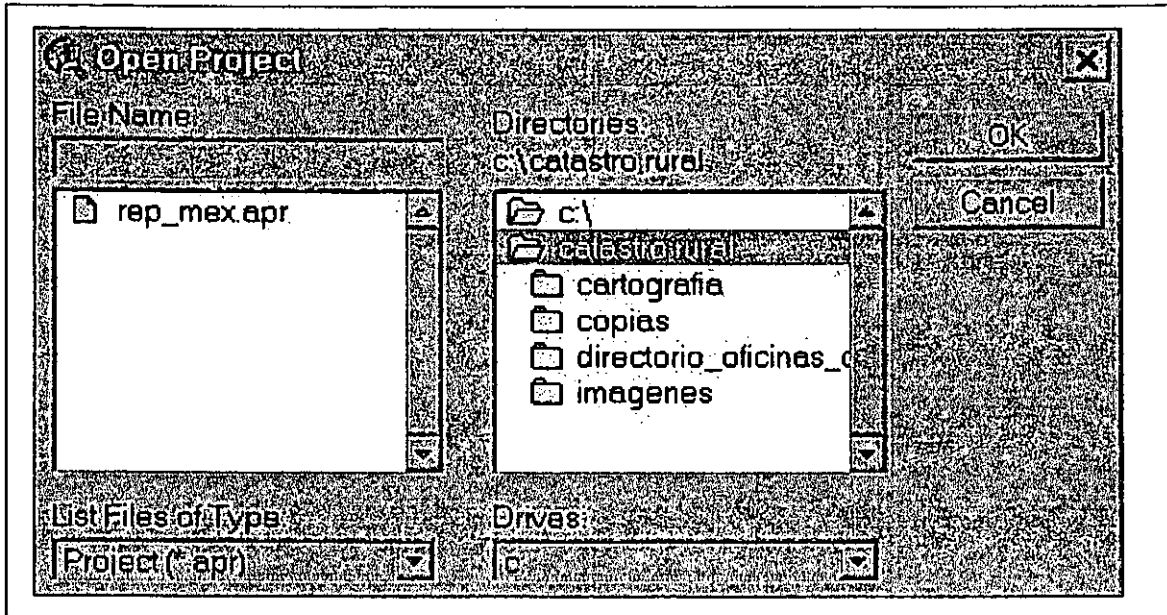 Open Project
File Name:
rep_mex.apr
List Files of Type:
Project (*.apr)
Directories:
c:\catastro rural
c:\
catastro rural
cartografia
copias
directorio_oficinas_c
imagenes
Drives:
c:
OK
Cancel